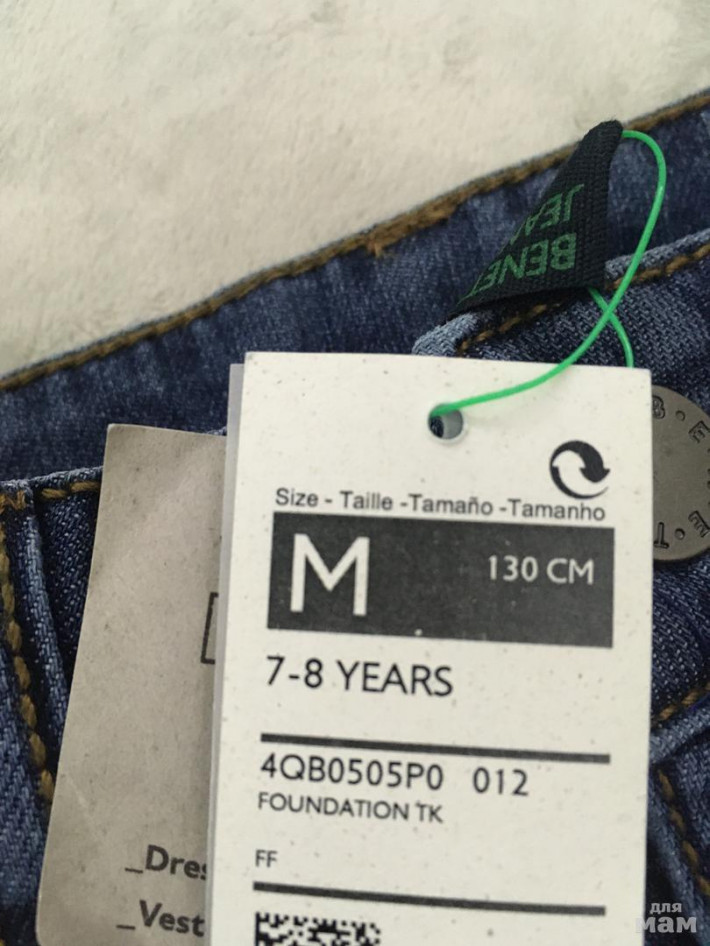 BENE
JEA
Size - Taille -Tamaño -Tamanho
M 130 CM
7-8 YEARS
4QB0505P0 012
FOUNDATION TK
FF
_Dres
_Vest
для
мам